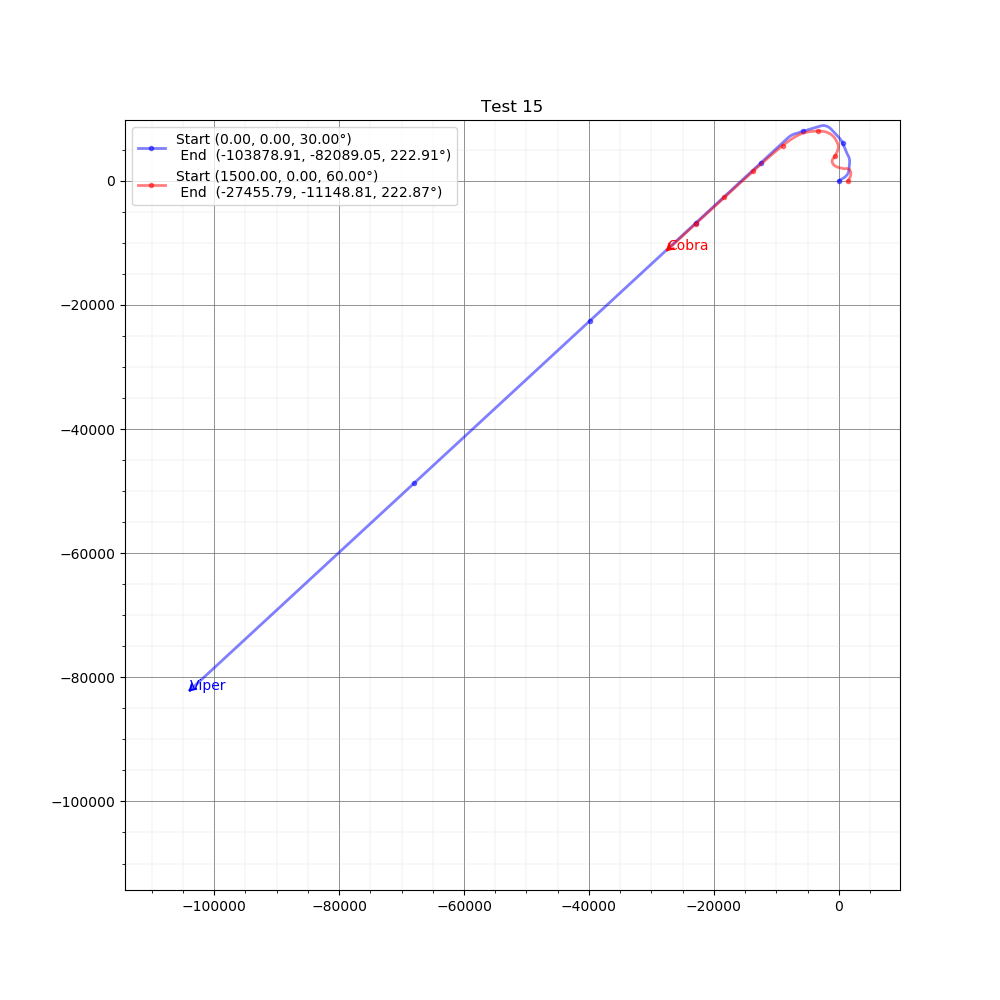 Test 15
Start (0.00, 0.00, 30.00°)
End (-103878.91, -82089.05, 222.91°)
Start (1500.00, 0.00, 60.00°)
End (-27455.79, -11148.81, 222.87°)
0
Cobra
−20000
−40000
−60000
−80000
Viper
−100000
−100000 −80000 −60000 −40000 −20000 0